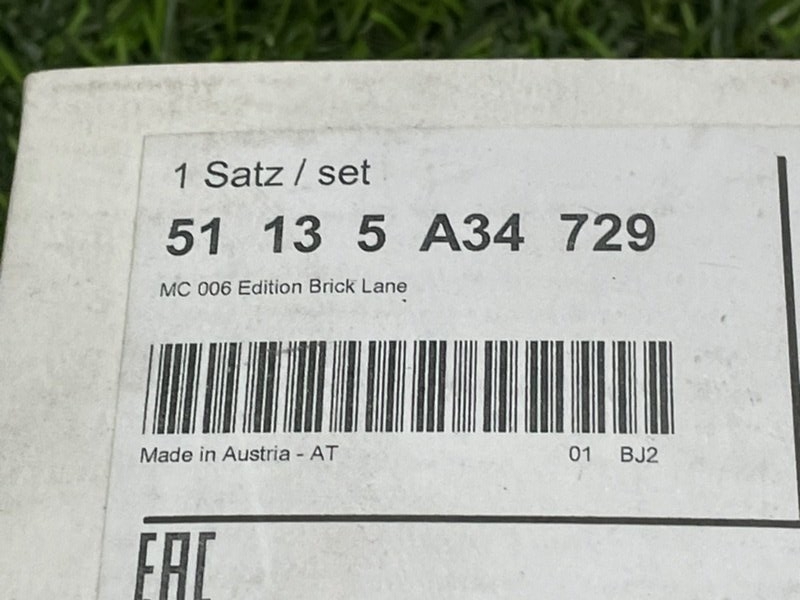 1 Satz / set
51 13 5 A34 729
MC 006 Edition Brick Lane
Made in Austria - AT 01 BJ2
EAC